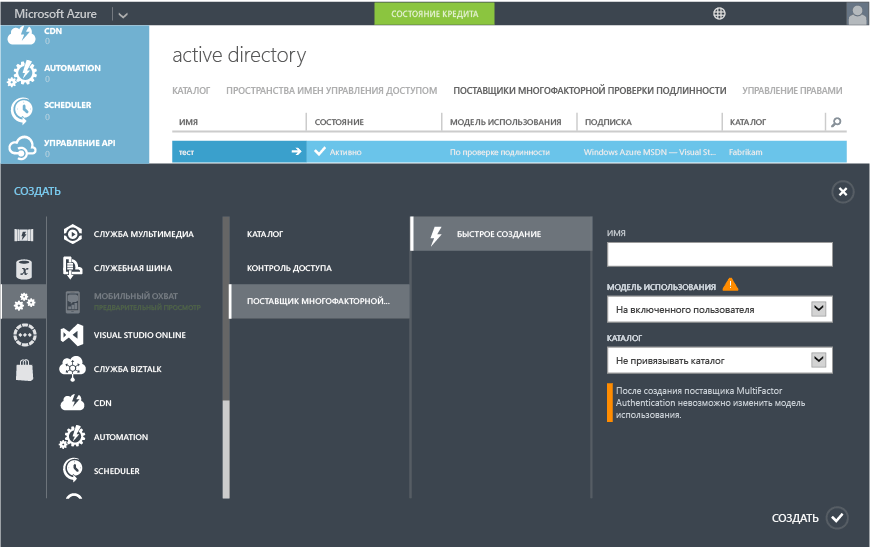 Microsoft Azure
СОСТОЯНИЕ КРЕДИТА
CDN
0
AUTOMATION
0
SCHEDULER
0
УПРАВЛЕНИЕ API
0
active directory
КАТАЛОГ ПРОСТРАНСТВА ИМЕН УПРАВЛЕНИЯ ДОСТУПОМ ПОСТАВЩИКИ МНОГОФАКТОРНОЙ ПРОВЕРКИ ПОДЛИННОСТИ УПРАВЛЕНИЕ ПРАВАМИ
ИМЯ СОСТОЯНИЕ МОДЕЛЬ ИСПОЛЬЗОВАНИЯ ПОДПИСКА КАТАЛОГ
тест Активно По проверке подлинности Windows Azure MSDN — Visual St... Fabrikam
СОЗДАТЬ
СЛУЖБА МУЛЬТИМЕДИА
СЛУЖЕБНАЯ ШИНА
МОБИЛЬНЫЙ ОХВАТ
ПРЕДВАРИТЕЛЬНЫЙ ПРОСМОТР
VISUAL STUDIO ONLINE
СЛУЖБА BIZTALK
CDN
AUTOMATION
SCHEDULER
КАТАЛОГ
КОНТРОЛЬ ДОСТУПА
ПОСТАВЩИК МНОГОФАКТОРНОЙ...
БЫСТРОЕ СОЗДАНИЕ
ИМЯ
МОДЕЛЬ ИСПОЛЬЗОВАНИЯ
На включенного пользователя
КАТАЛОГ
Не привязывать каталог
После создания поставщика MultiFactor
Authentication невозможно изменить модель
использования.
СОЗДАТЬ